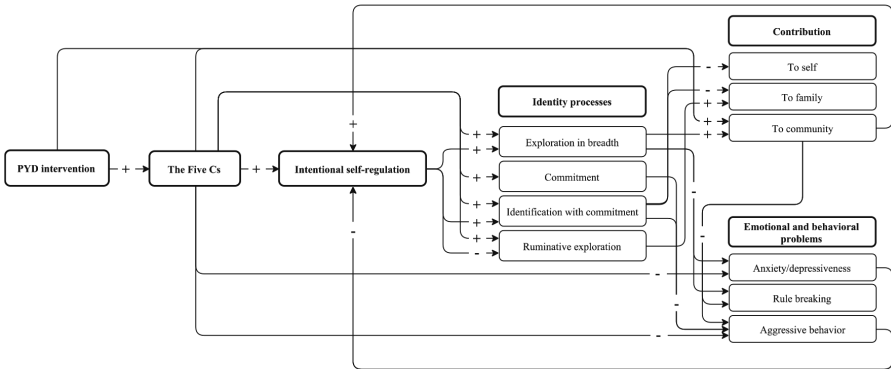 Contribution
To self
To family
To community
Identity processes
Exploration in breadth
Commitment
Identification with commitment
Ruminative exploration
PYD intervention
+
The Five Cs
+
Intentional self-regulation
+
-
+
+
+
+
+
+
-
-
-
+
+
+
-
-
-
-
-
-
Emotional and behavioral
problems
Anxiety/depressiveness
Rule breaking
Aggressive behavior